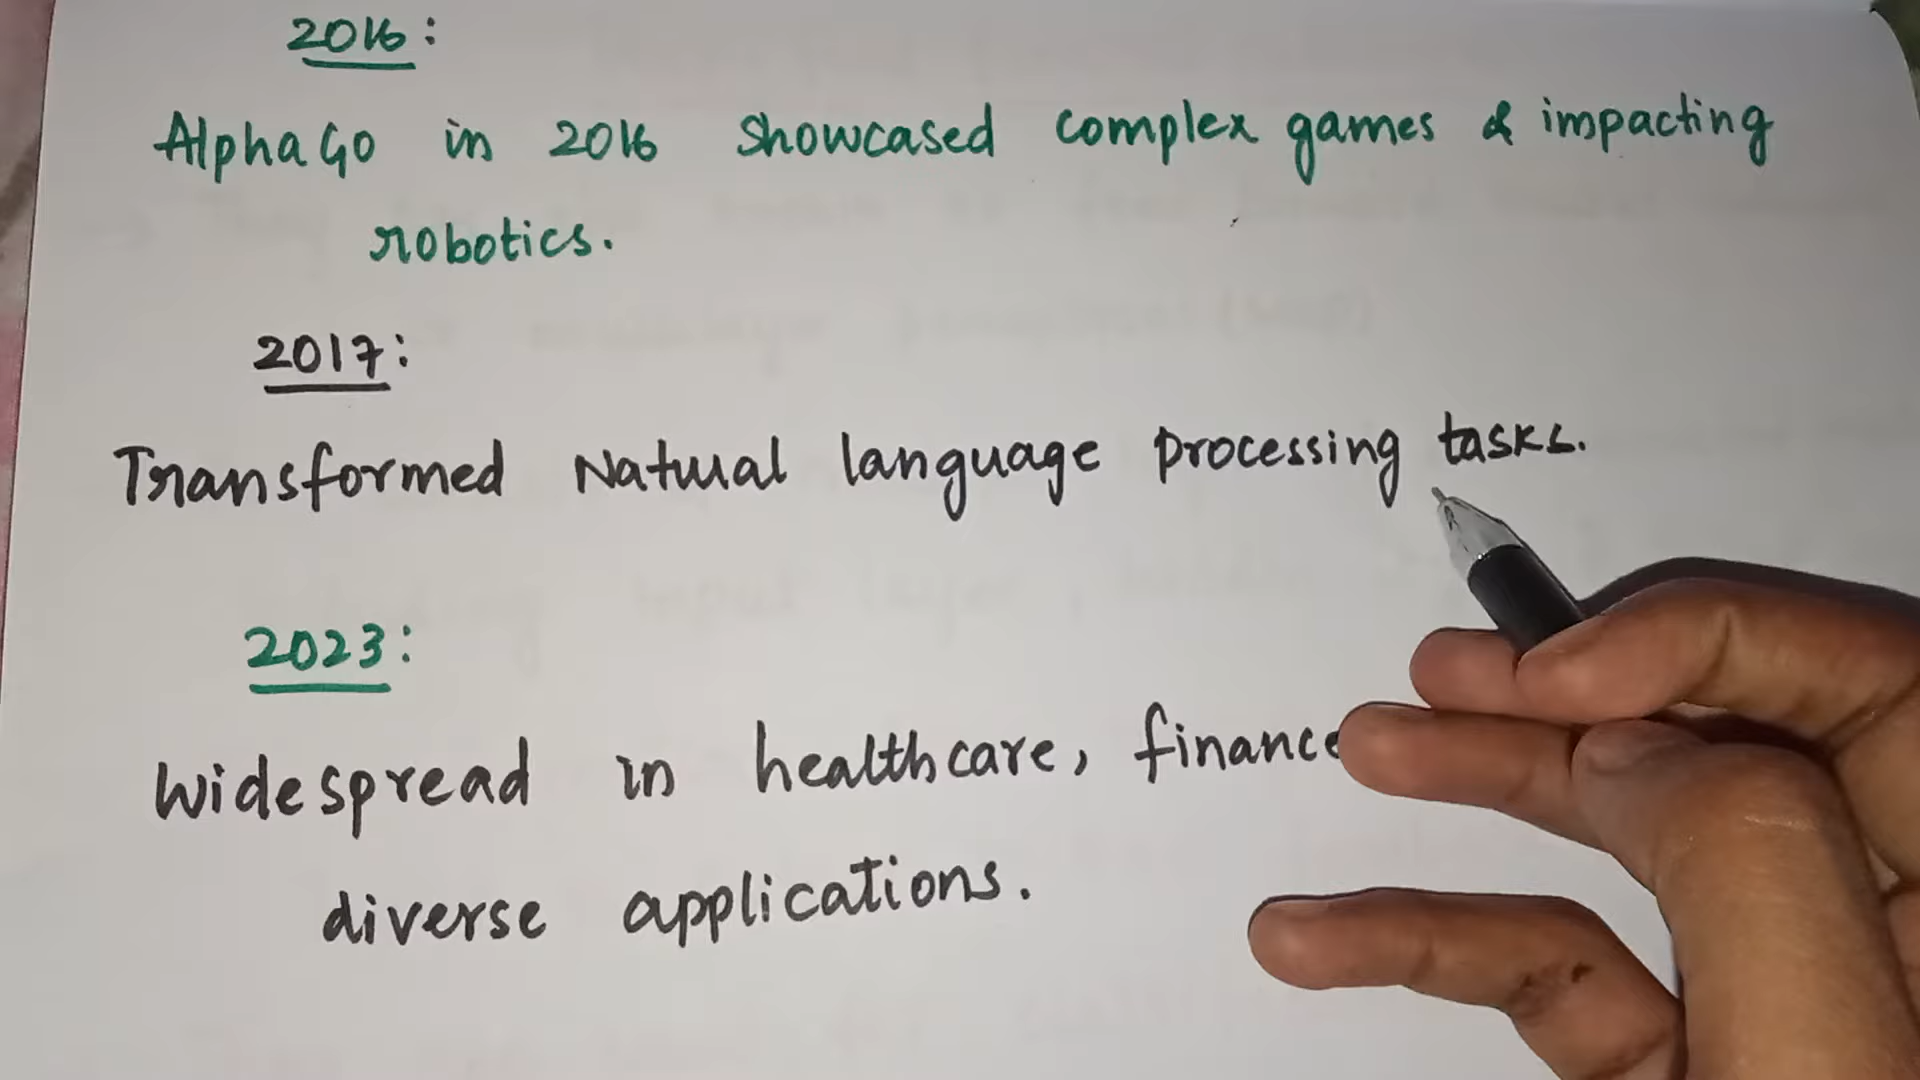 2016:
AlphaGo in 2016 showcased complex games & impacting
robotics.
2017:
Transformed Natural language processing tasks.
2023:
Widespread in healthcare, finance
diverse applications.